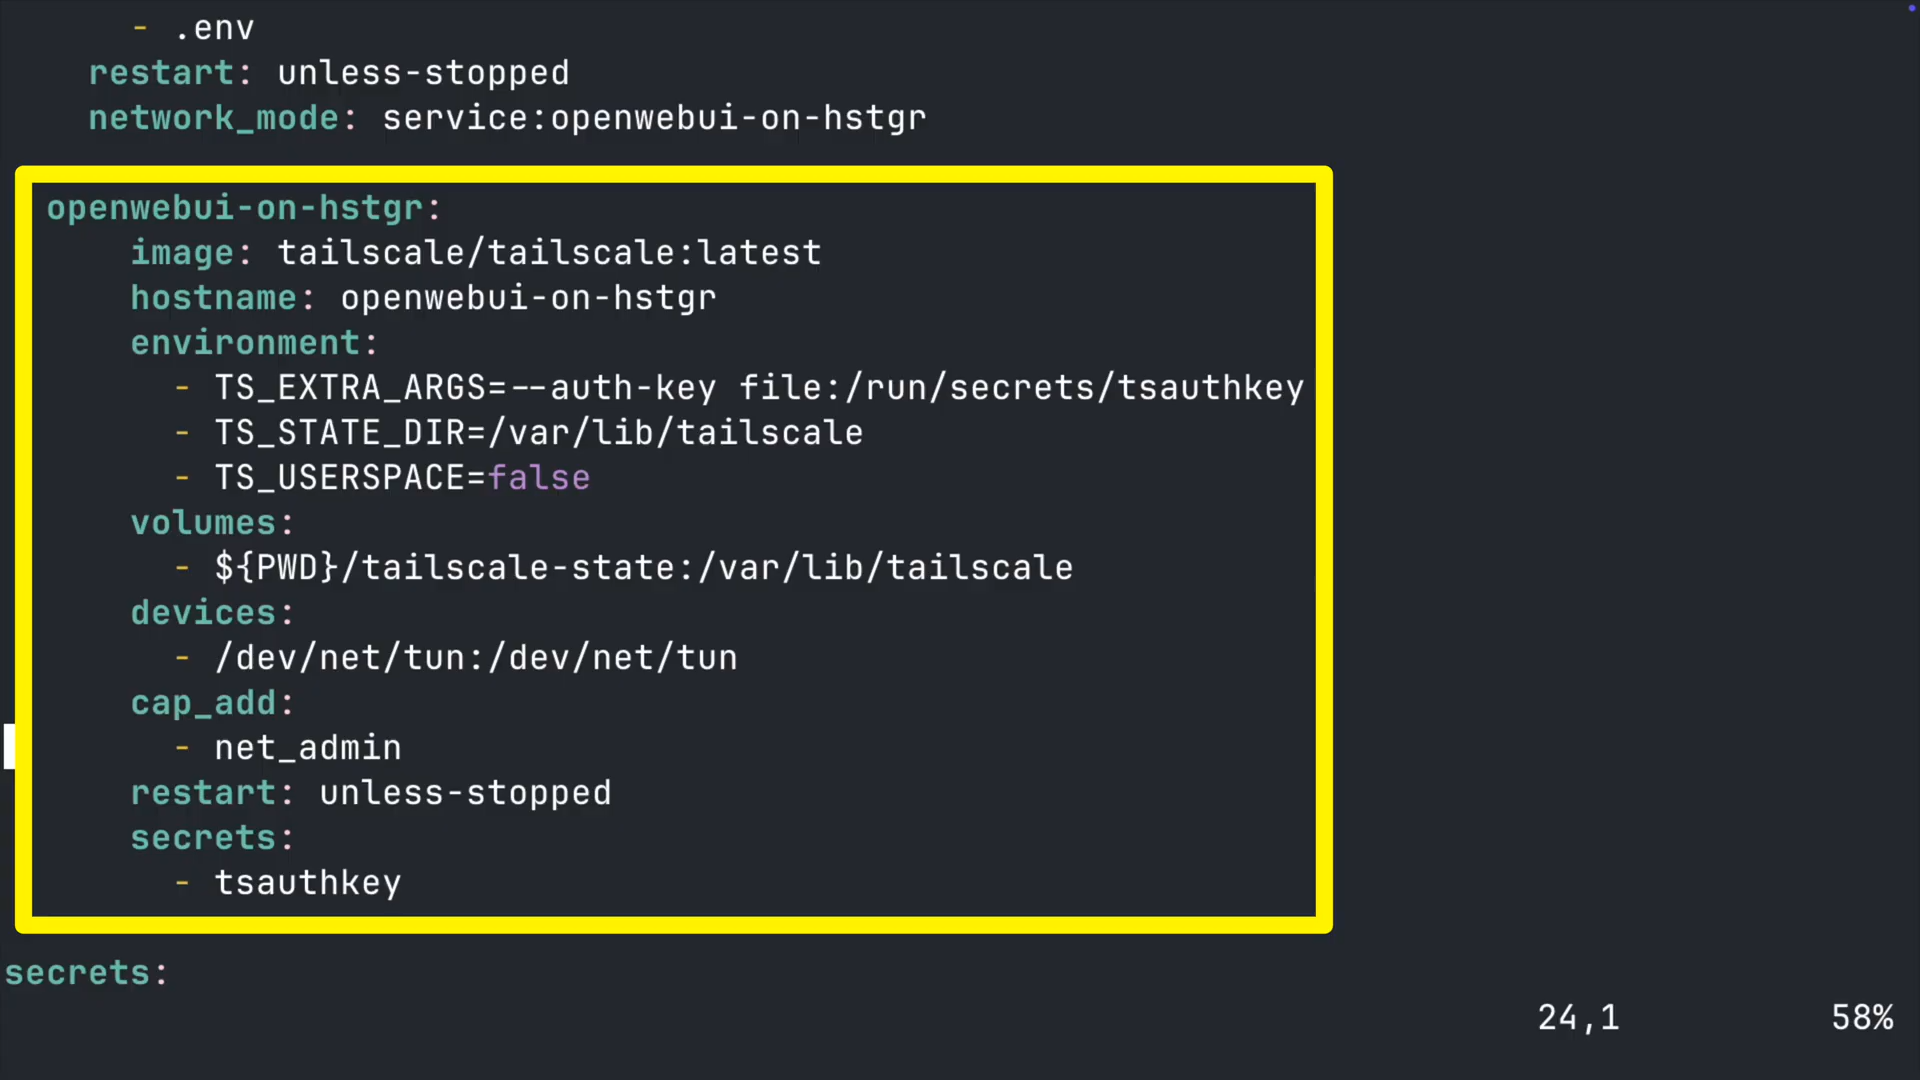 - .env
restart: unless-stopped
network_mode: service:openwebui-on-hstgr
openwebui-on-hstgr:
image: tailscale/tailscale:latest
hostname: openwebui-on-hstgr
environment:
- TS_EXTRA_ARGS=--auth-key file:/run/secrets/tsauthkey
- TS_STATE_DIR=/var/lib/tailscale
- TS_USERSPACE=false
volumes:
- ${PWD}/tailscale-state:/var/lib/tailscale
devices:
- /dev/net/tun:/dev/net/tun
cap_add:
- net_admin
restart: unless-stopped
secrets:
- tsauthkey
secrets:
24,1 58%